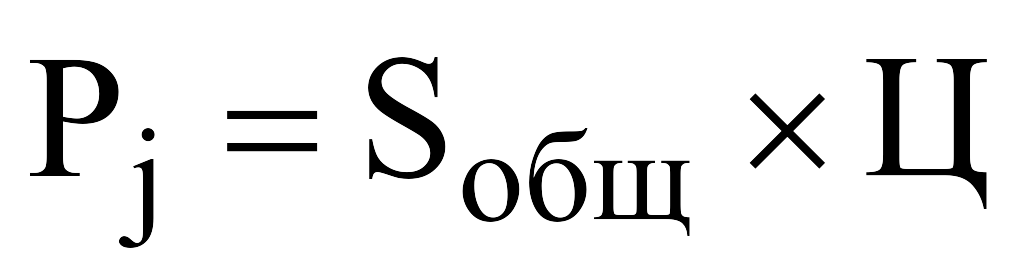 Pj = Sобщ × Ц